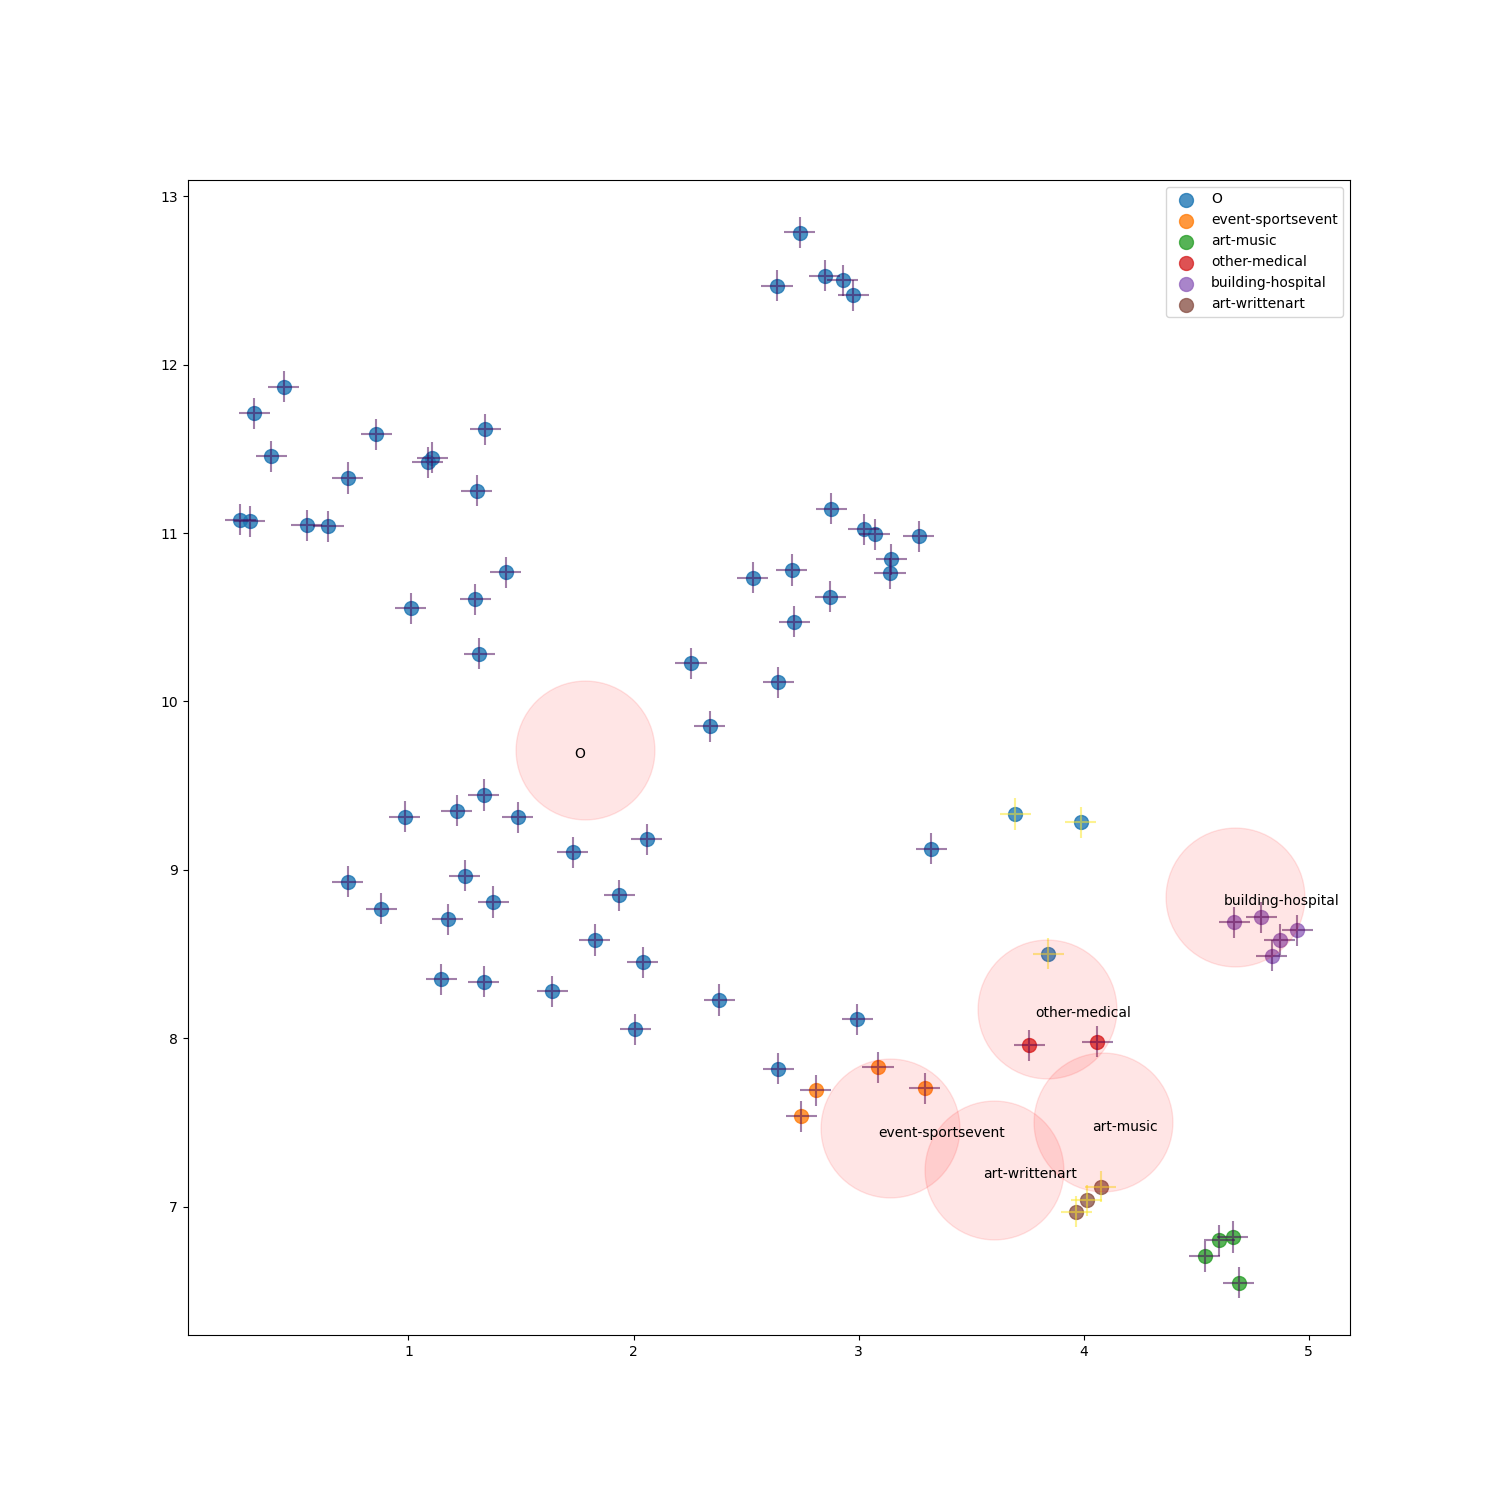 13
12
11
10
9
8
7
1
2
3
4
5
O
event-sportsevent
art-music
other-medical
building-hospital
art-writtenart
O
building-hospital
other-medical
art-music
event-sportsevent
art-writtenart